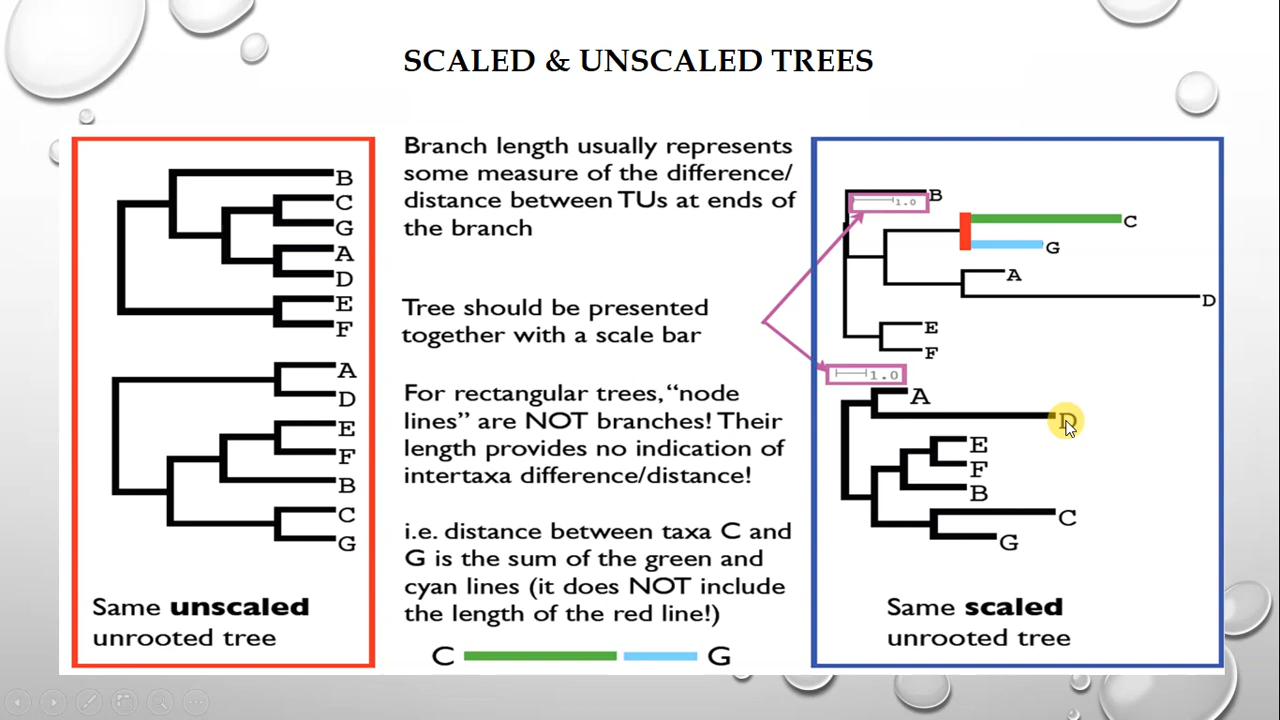 SCALED & UNSCALED TREES
B
C
G
A
D
E
F
A
D
E
F
B
C
G
Same unscaled
unrooted tree
Branch length usually represents
some measure of the difference/
distance between TUs at ends of
the branch
Tree should be presented
together with a scale bar
For rectangular trees, “node
lines” are NOT branches! Their
length provides no indication of
intertaxa difference/distance!
i.e. distance between taxa C and
G is the sum of the green and
cyan lines (it does NOT include
the length of the red line!)
C G
B
1.0
C
G
A
D
E
F
1.0
A
D
E
F
B
C
G
Same scaled
unrooted tree